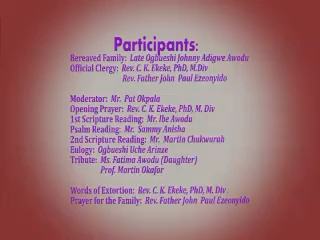 Participants:
Bereaved Family: Late Ogbueshi Johnny Adigwe Awodu
Official Clergy: Rev. C. K. Ekeke, PhD, M.Div
Rev. Father John Paul Ezeonyido
Moderator: Mr. Pat Okpala
Opening Prayer: Rev. C. K. Ekeke, PhD, M. Div
1st Scripture Reading: Mr. Ibe Awodu
Psalm Reading: Mr. Sammy Anisha
2nd Scripture Reading: Mr. Martin Chukwurah
Eulogy: Ogbueshi Uche Arinze
Tribute: Ms. Fatima Awodu (Daughter)
Prof. Martin Okafor
Words of Extortion: Rev. C. K. Ekeke, PhD, M. Div.
Prayer for the Family: Rev. Father John Paul Ezeonyido